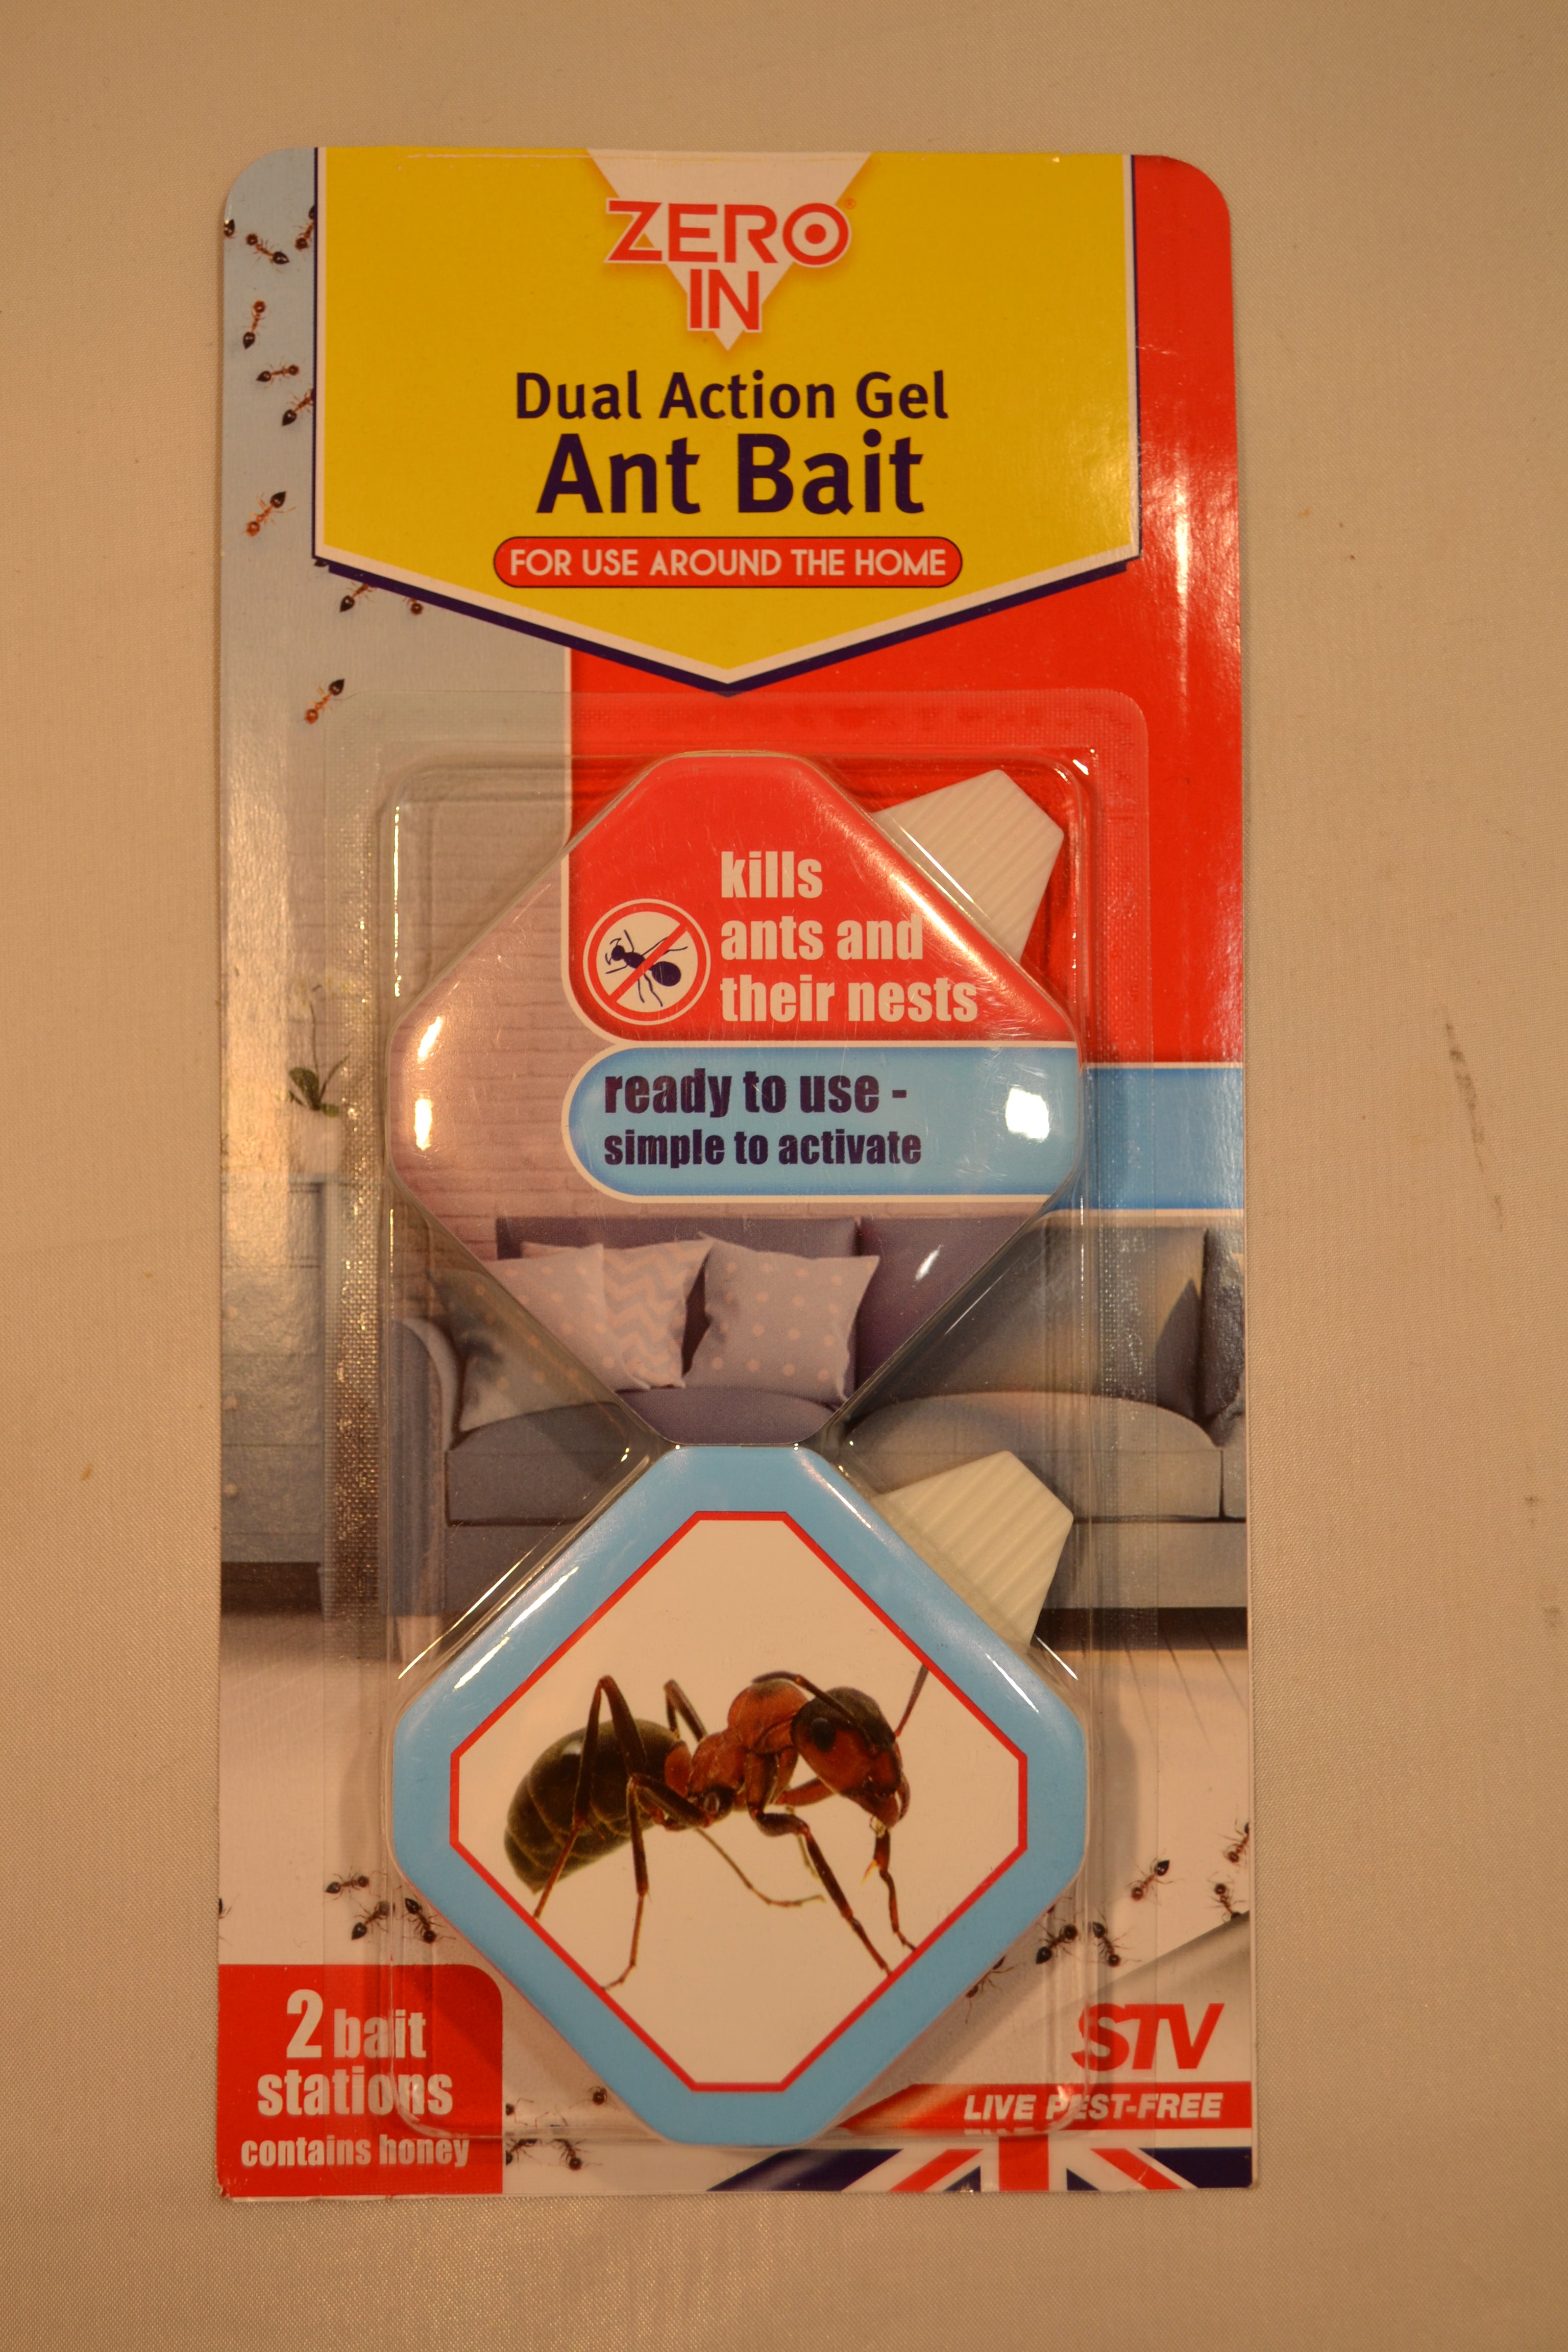 ZERO®
IN
Dual Action Gel
Ant Bait
FOR USE AROUND THE HOME
kills
ants and
their nests
ready to use -
simple to activate
2 bait
stations
contains honey
STV
LIVE PEST-FREE